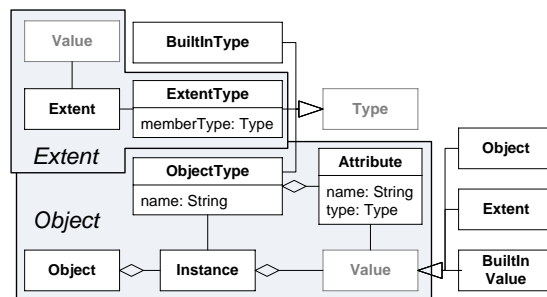 Value
BuiltInType
Extent
ExtentType
memberType: Type
Type
Extent
ObjectType
name: String
Attribute
name: String
type: Type
Object
Object
Extent
Object
Instance
Value
BuiltIn
Value